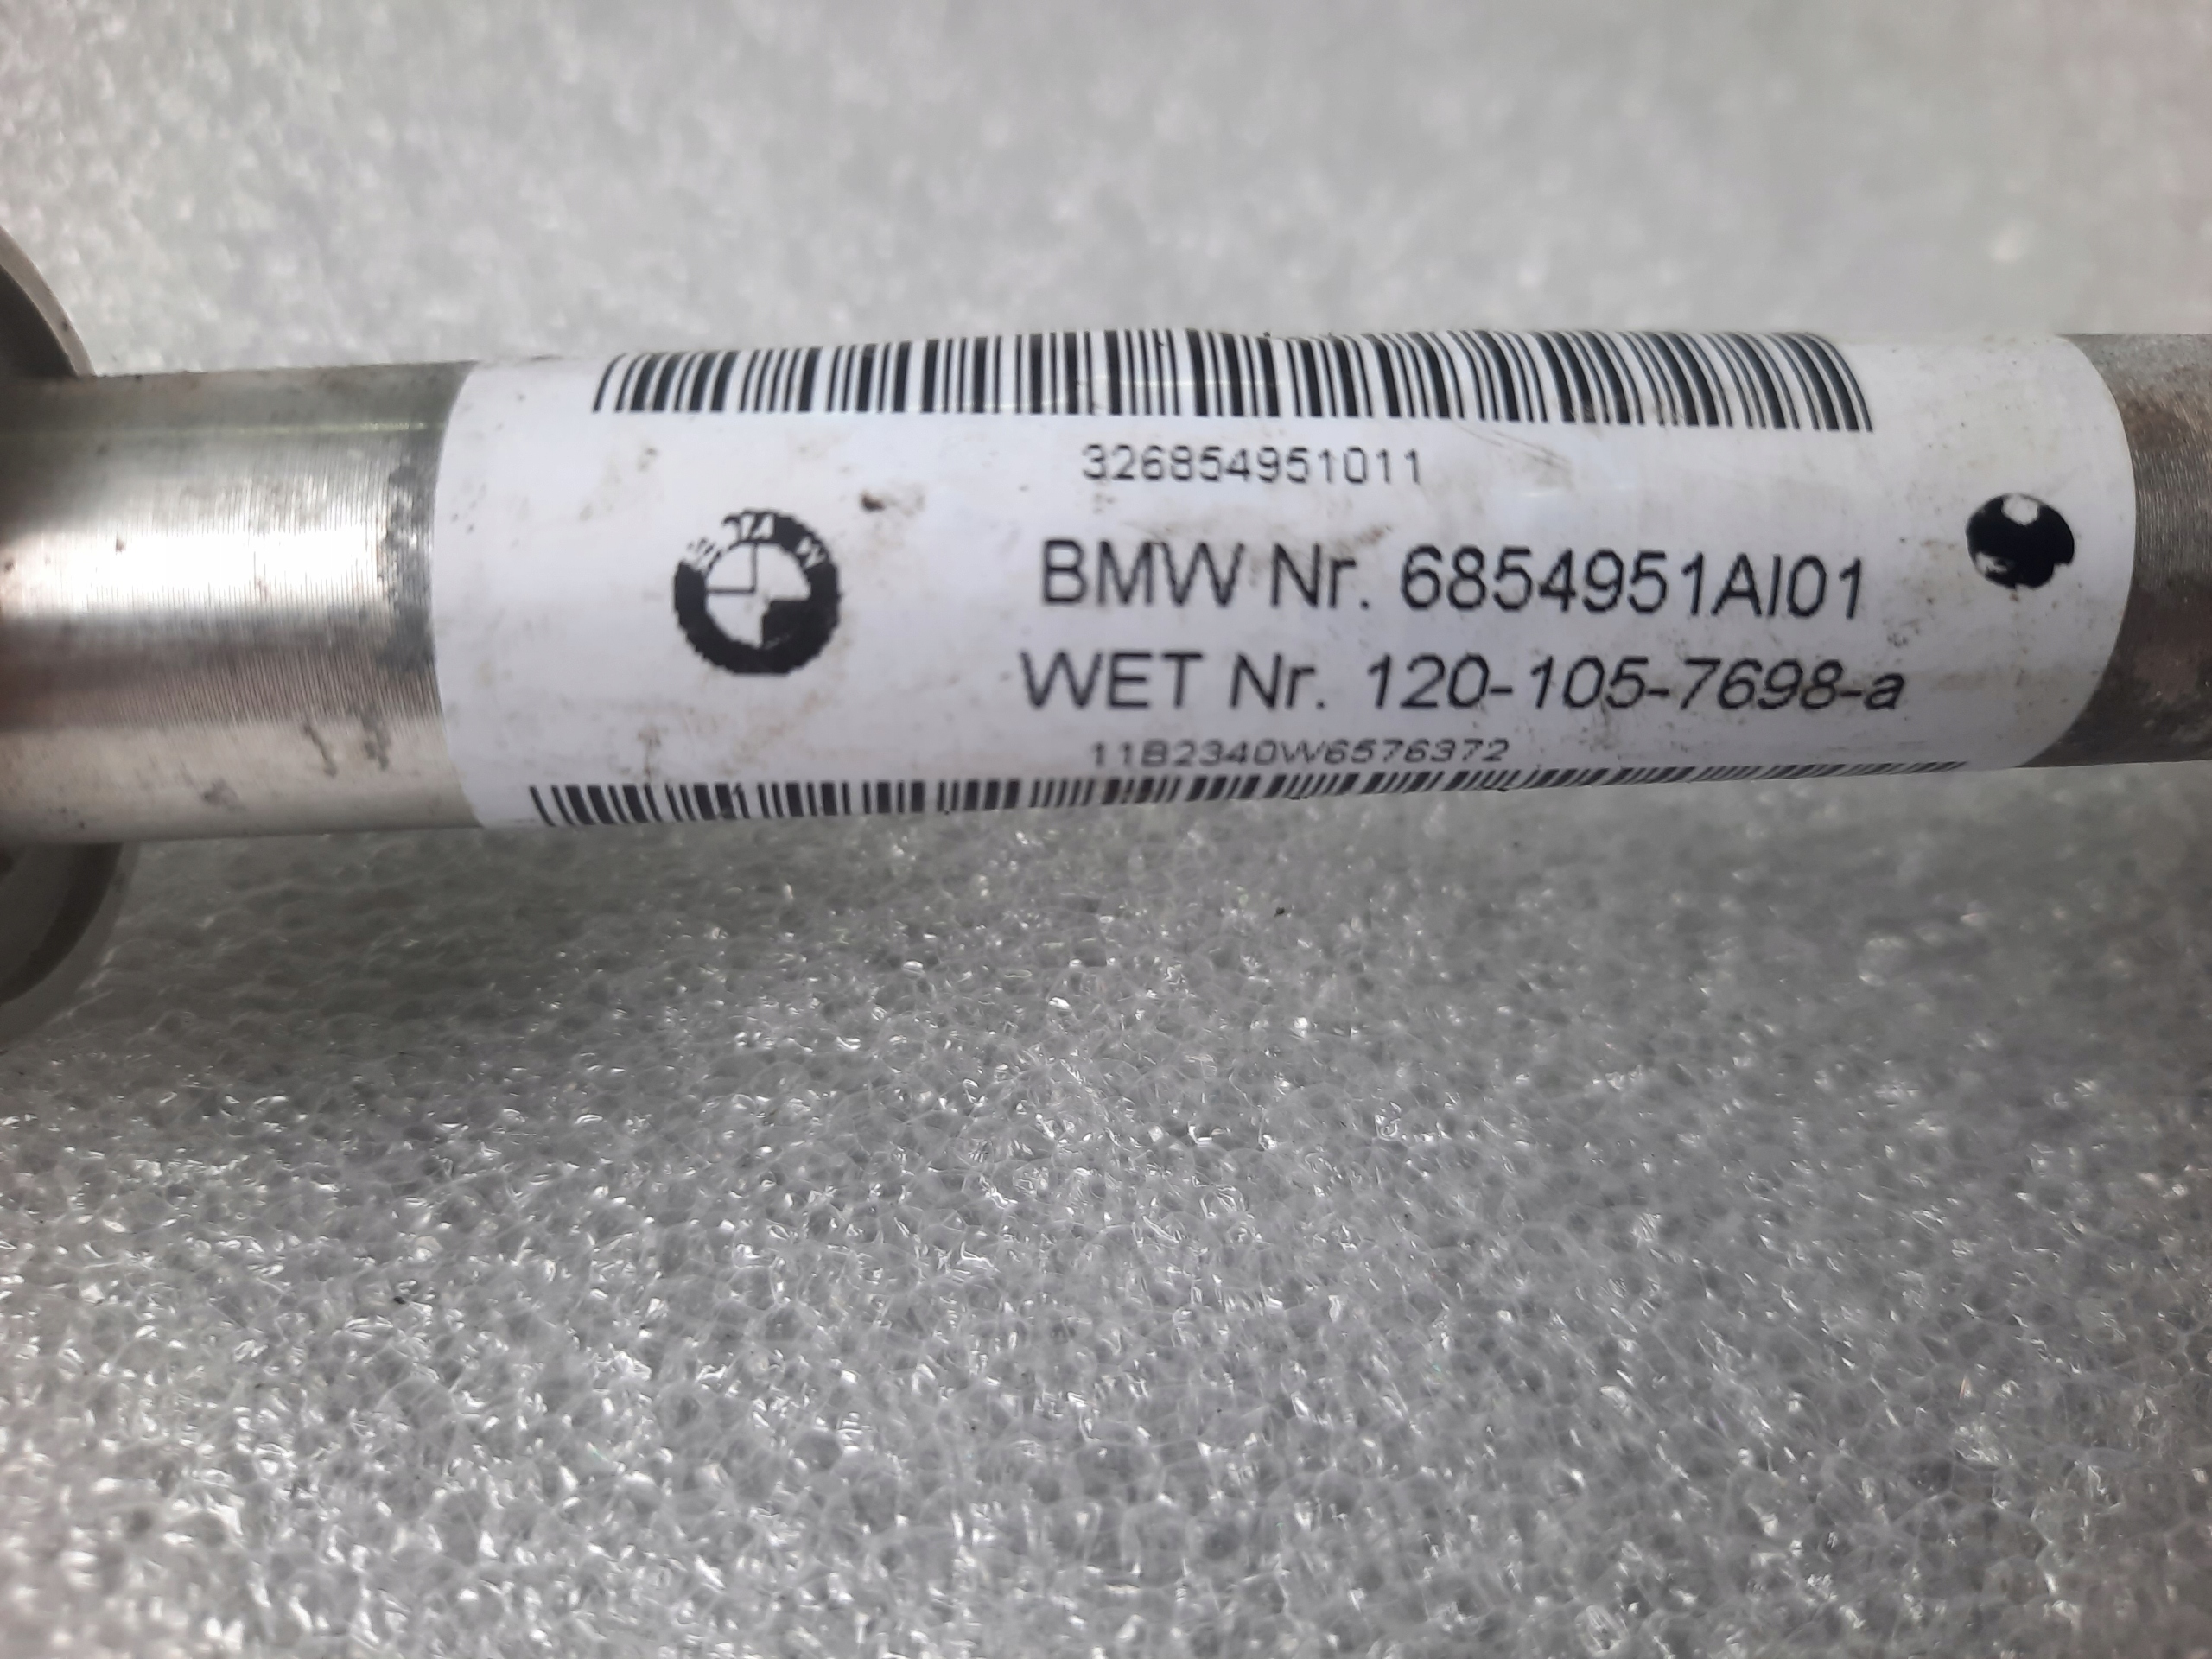 326854951011
BMW Nr. 6854951AI01
WET Nr. 120-105-7698-a
11B2340W6576372